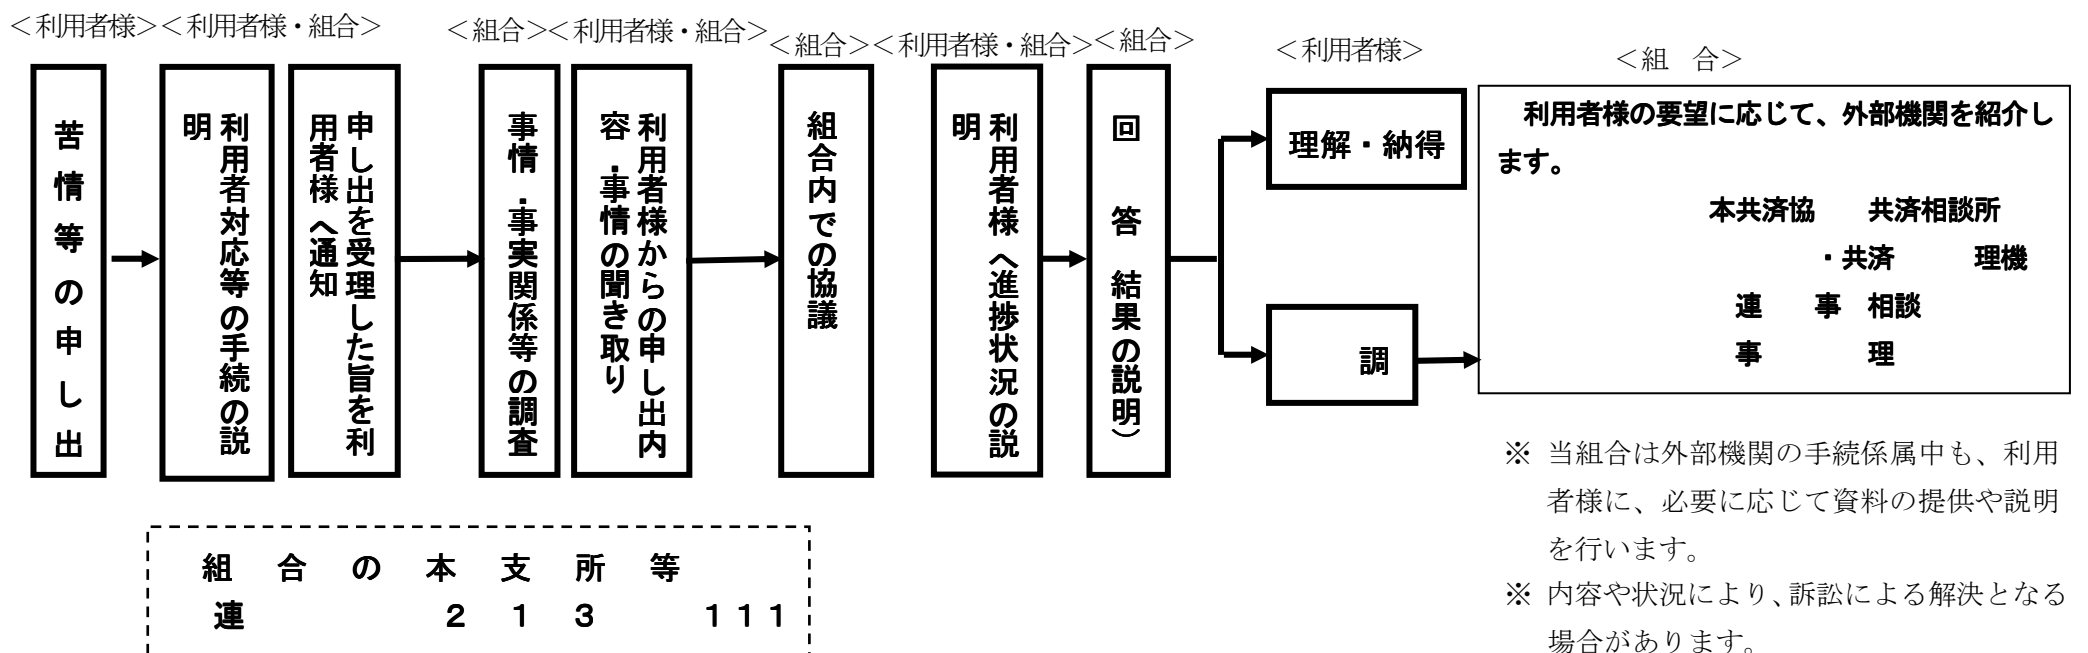 ＜利用者様＞＜利用者様・組合＞
＜組合＞＜利用者様・組合＞
＜組合＞＜利用者様・組合＞＜組合＞
＜利用者様＞
＜組　合＞
苦情等の申し出
利用者対応等の手続の説
明
申し出を受理した旨を利
用者様へ通知
事情・事実関係等の調査
利用者様からの申し出内
容・事情の聞き取り
組合内での協議
利用者様へ進捗状況の説
明
回　答　結果の説明）
理解・納得
調
利用者様の要望に応じて、外部機関を紹介し
ます。
本共済協　共済相談所
・共済　理機
連　事　相談
事　理
※ 当組合は外部機関の手続係属中も、利用
者様に、必要に応じて資料の提供や説明
を行います。
※ 内容や状況により、訴訟による解決となる
場合があります。
組　合　の　本　支　所　等
連　２　１　３　１１１